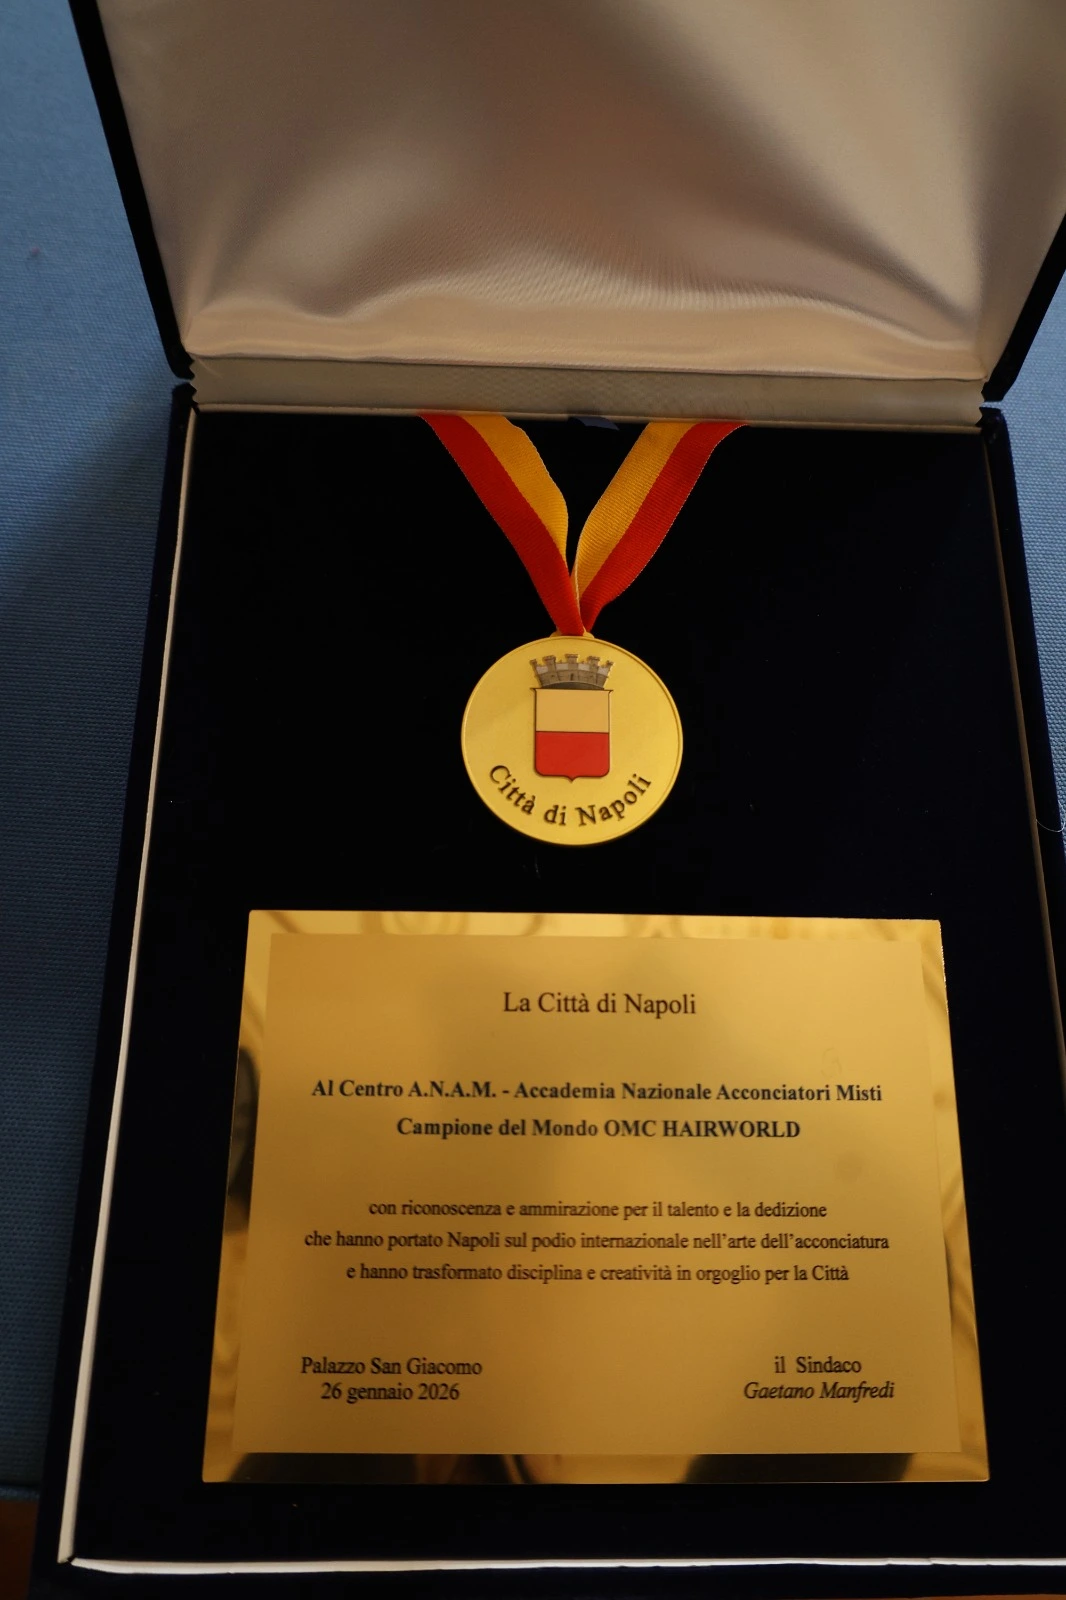 Città di Napoli
La Città di Napoli
Al Centro A.N.A.M. - Accademia Nazionale Acconciatori Misti
Campione del Mondo OMC HAIRWORLD
con riconoscenza e ammirazione per il talento e la dedizione
che hanno portato Napoli sul podio internazionale nell'arte dell'acconciatura
e hanno trasformato disciplina e creatività in orgoglio per la Città
Palazzo San Giacomo
26 gennaio 2026
il Sindaco
Gaetano Manfredi